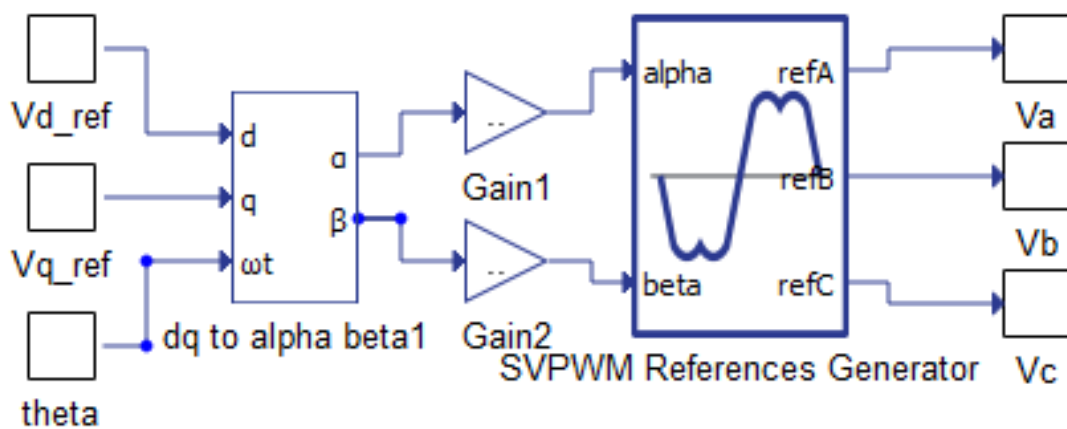 Vd_ref
Vq_ref
theta
d
q
ωt
α
β
dq to alpha beta1
..
Gain1
..
Gain2
alpha
beta
refA
refB
refC
SVPWM References Generator
Va
Vb
Vc